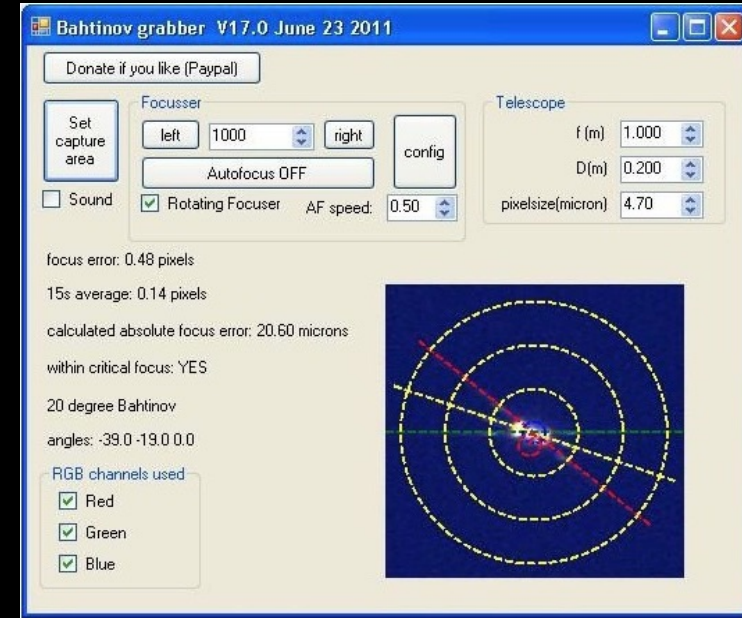 Bahtinov grabber V17.0 June 23 2011
Donate if you like (Paypal)
Set
capture
area
Sound
Focusser
left 1000 right
Autofocus OFF
config
Rotating Focuser AF speed: 0.50
Telescope
f (m) 1.000
D(m) 0.200
pixelsize(micron) 4.70
focus error: 0.48 pixels
15s average: 0.14 pixels
calculated absolute focus error: 20.60 microns
within critical focus: YES
20 degree Bahtinov
angles: -39.0 -19.0 0.0
RGB channels used
Red
Green
Blue